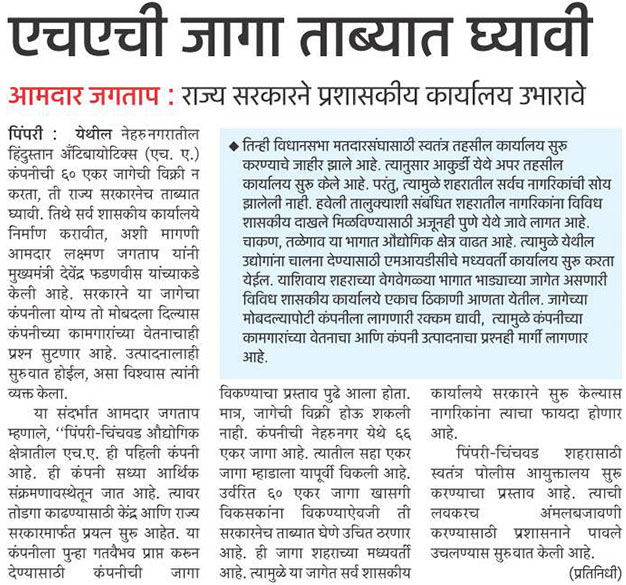 एचएची जागा ताब्यात घ्यावी
आमदार जगताप : राज्य सरकारने प्रशासकीय कार्यालय उभारावे
पिंपरी : येथील नेहरुनगरातील
हिंदुस्तान अँटिबायोटिक्स (एच. ए.)
कंपनीची ६० एकर जागेची विक्री न
करता, ती राज्य सरकारनेच ताब्यात
घ्यावी. तिथे सर्व शासकीय कार्यालये
निर्माण करावीत, अशी मागणी
आमदार लक्ष्मण जगताप यांनी
मुख्यमंत्री देवेंद्र फडणवीस यांच्याकडे
केली आहे. सरकारने या जागेचा
कंपनीला योग्य तो मोबदला दिल्यास
कंपनीच्या कामगारांच्या वेतनाचाही
प्रश्न सुटणार आहे. उत्पादनालाही
सुरुवात होईल, असा विश्वास त्यांनी
व्यक्त केला.
या संदर्भात आमदार जगताप
म्हणाले, ‘‘पिंपरी-चिंचवड औद्योगिक
क्षेत्रातील एच.ए. ही पहिली कंपनी
आहे. ही कंपनी सध्या आर्थिक
संक्रमणावस्थेतून जात आहे. त्यावर
तोडगा काढण्यासाठी केंद्र आणि राज्य
सरकारमार्फत प्रयत्न सुरू आहेत. या
कंपनीला पुन्हा गतवैभव प्राप्त करून
देण्यासाठी कंपनीची जागा
◆ तिन्ही विधानसभा मतदारसंघासाठी स्वतंत्र तहसील कार्यालय सुरू
करण्याचे जाहीर झाले आहे. त्यानुसार आकुर्डी येथे अपर तहसील
कार्यालय सुरू केले आहे. परंतु, त्यामुळे शहरातील सर्वच नागरिकांची सोय
झालेली नाही. हवेली तालुक्याशी संबंधित शहरातील नागरिकांना विविध
शासकीय दाखले मिळविण्यासाठी अजूनही पुणे येथे जावे लागत आहे.
चाकण, तळेगाव या भागात औद्योगिक क्षेत्र वाढत आहे. त्यामुळे येथील
उद्योगांना चालना देण्यासाठी एमआयडीसीचे मध्यवर्ती कार्यालय सुरू करता
येईल. याशिवाय शहराच्या वेगवेगळ्या भागात भाड्याच्या जागेत असणारी
विविध शासकीय कार्यालये एकाच ठिकाणी आणता येतील. जागेच्या
मोबदल्यापोटी कंपनीला लागणारी रक्कम द्यावी, त्यामुळे कंपनीच्या
कामगारांच्या वेतनाचा आणि कंपनी उत्पादनाचा प्रश्नही मार्गी लागणार
आहे.
विकण्याचा प्रस्ताव पुढे आला होता.
मात्र, जागेची विक्री होऊ शकली
नाही. कंपनीची नेहरुनगर येथे ६६
एकर जागा आहे. त्यातील सहा एकर
जागा म्हाडाला यापूर्वी विकली आहे.
उर्वरित ६० एकर जागा खासगी
विकसकांना विकण्याऐवजी ती
सरकारनेच ताब्यात घेणे उचित ठरणार
आहे. ही जागा शहराच्या मध्यवर्ती
आहे. त्यामुळे या जागेत सर्व शासकीय
कार्यालये सरकारने सुरू केल्यास
नागरिकांना त्याचा फायदा होणार
आहे.
पिंपरी-चिंचवड शहरासाठी
स्वतंत्र पोलीस आयुक्तालय सुरू
करण्याचा प्रस्ताव आहे. त्याची
लवकरच अंमलबजावणी
करण्यासाठी प्रशासनाने पावले
उचलण्यास सुरुवात केली आहे.
(प्रतिनिधी)